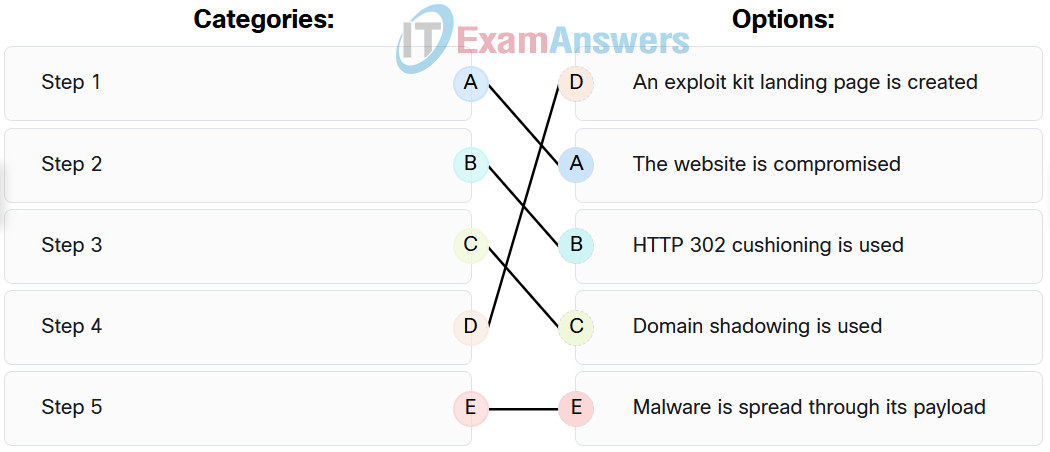 Categories:
Options:
ITExamAnswers
Step 1
A
D
An exploit kit landing page is created
Step 2
B
A
The website is compromised
Step 3
C
B
HTTP 302 cushioning is used
Step 4
D
C
Domain shadowing is used
Step 5
E
E
Malware is spread through its payload